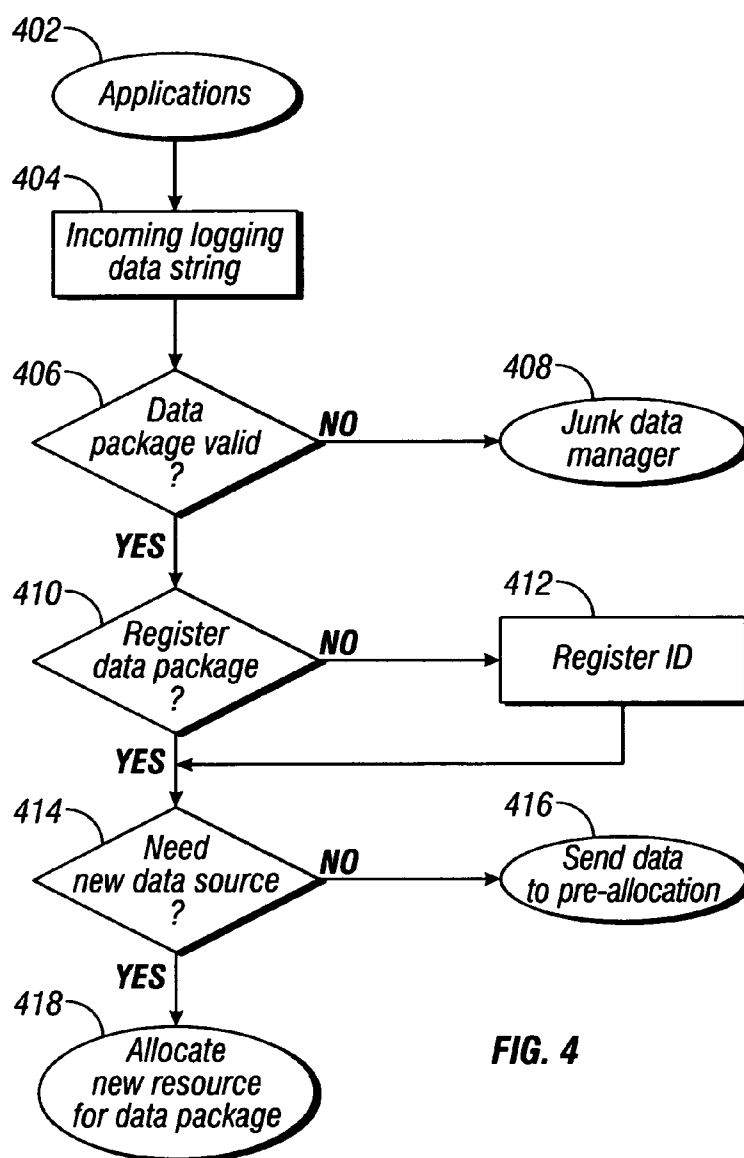 402
Applications
404
Incoming logging
data string
406
Data
package valid
?
NO
408
Junk data
manager
YES
410
Register
data package
?
NO
412
Register ID
YES
414
Need
new data source
?
NO
416
Send data
to pre-allocation
YES
418
Allocate
new resource
for data package
FIG. 4